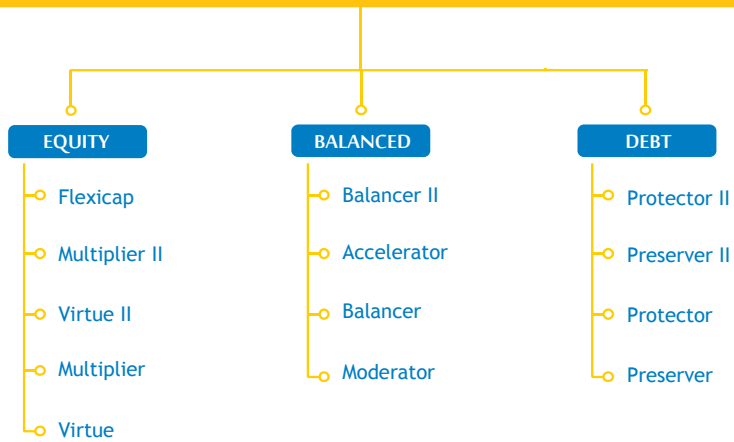 EQUITY
Flexicap
Multiplier II
Virtue II
Multiplier
Virtue
BALANCED
Balancer II
Accelerator
Balancer
Moderator
DEBT
Protector II
Preserver II
Protector
Preserver